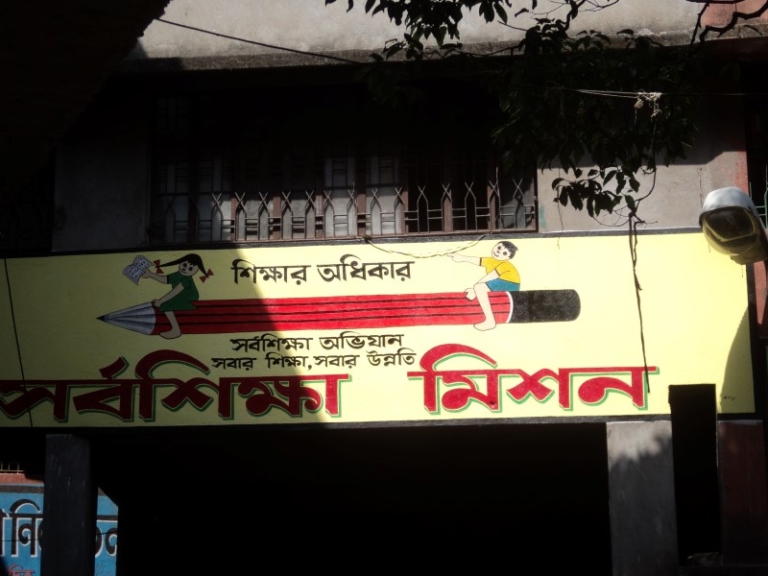 শিক্ষার অধিকার
সর্বশিক্ষা অভিযান
সবার শিক্ষা, সবার উন্নতি
সর্বশিক্ষা মিশন